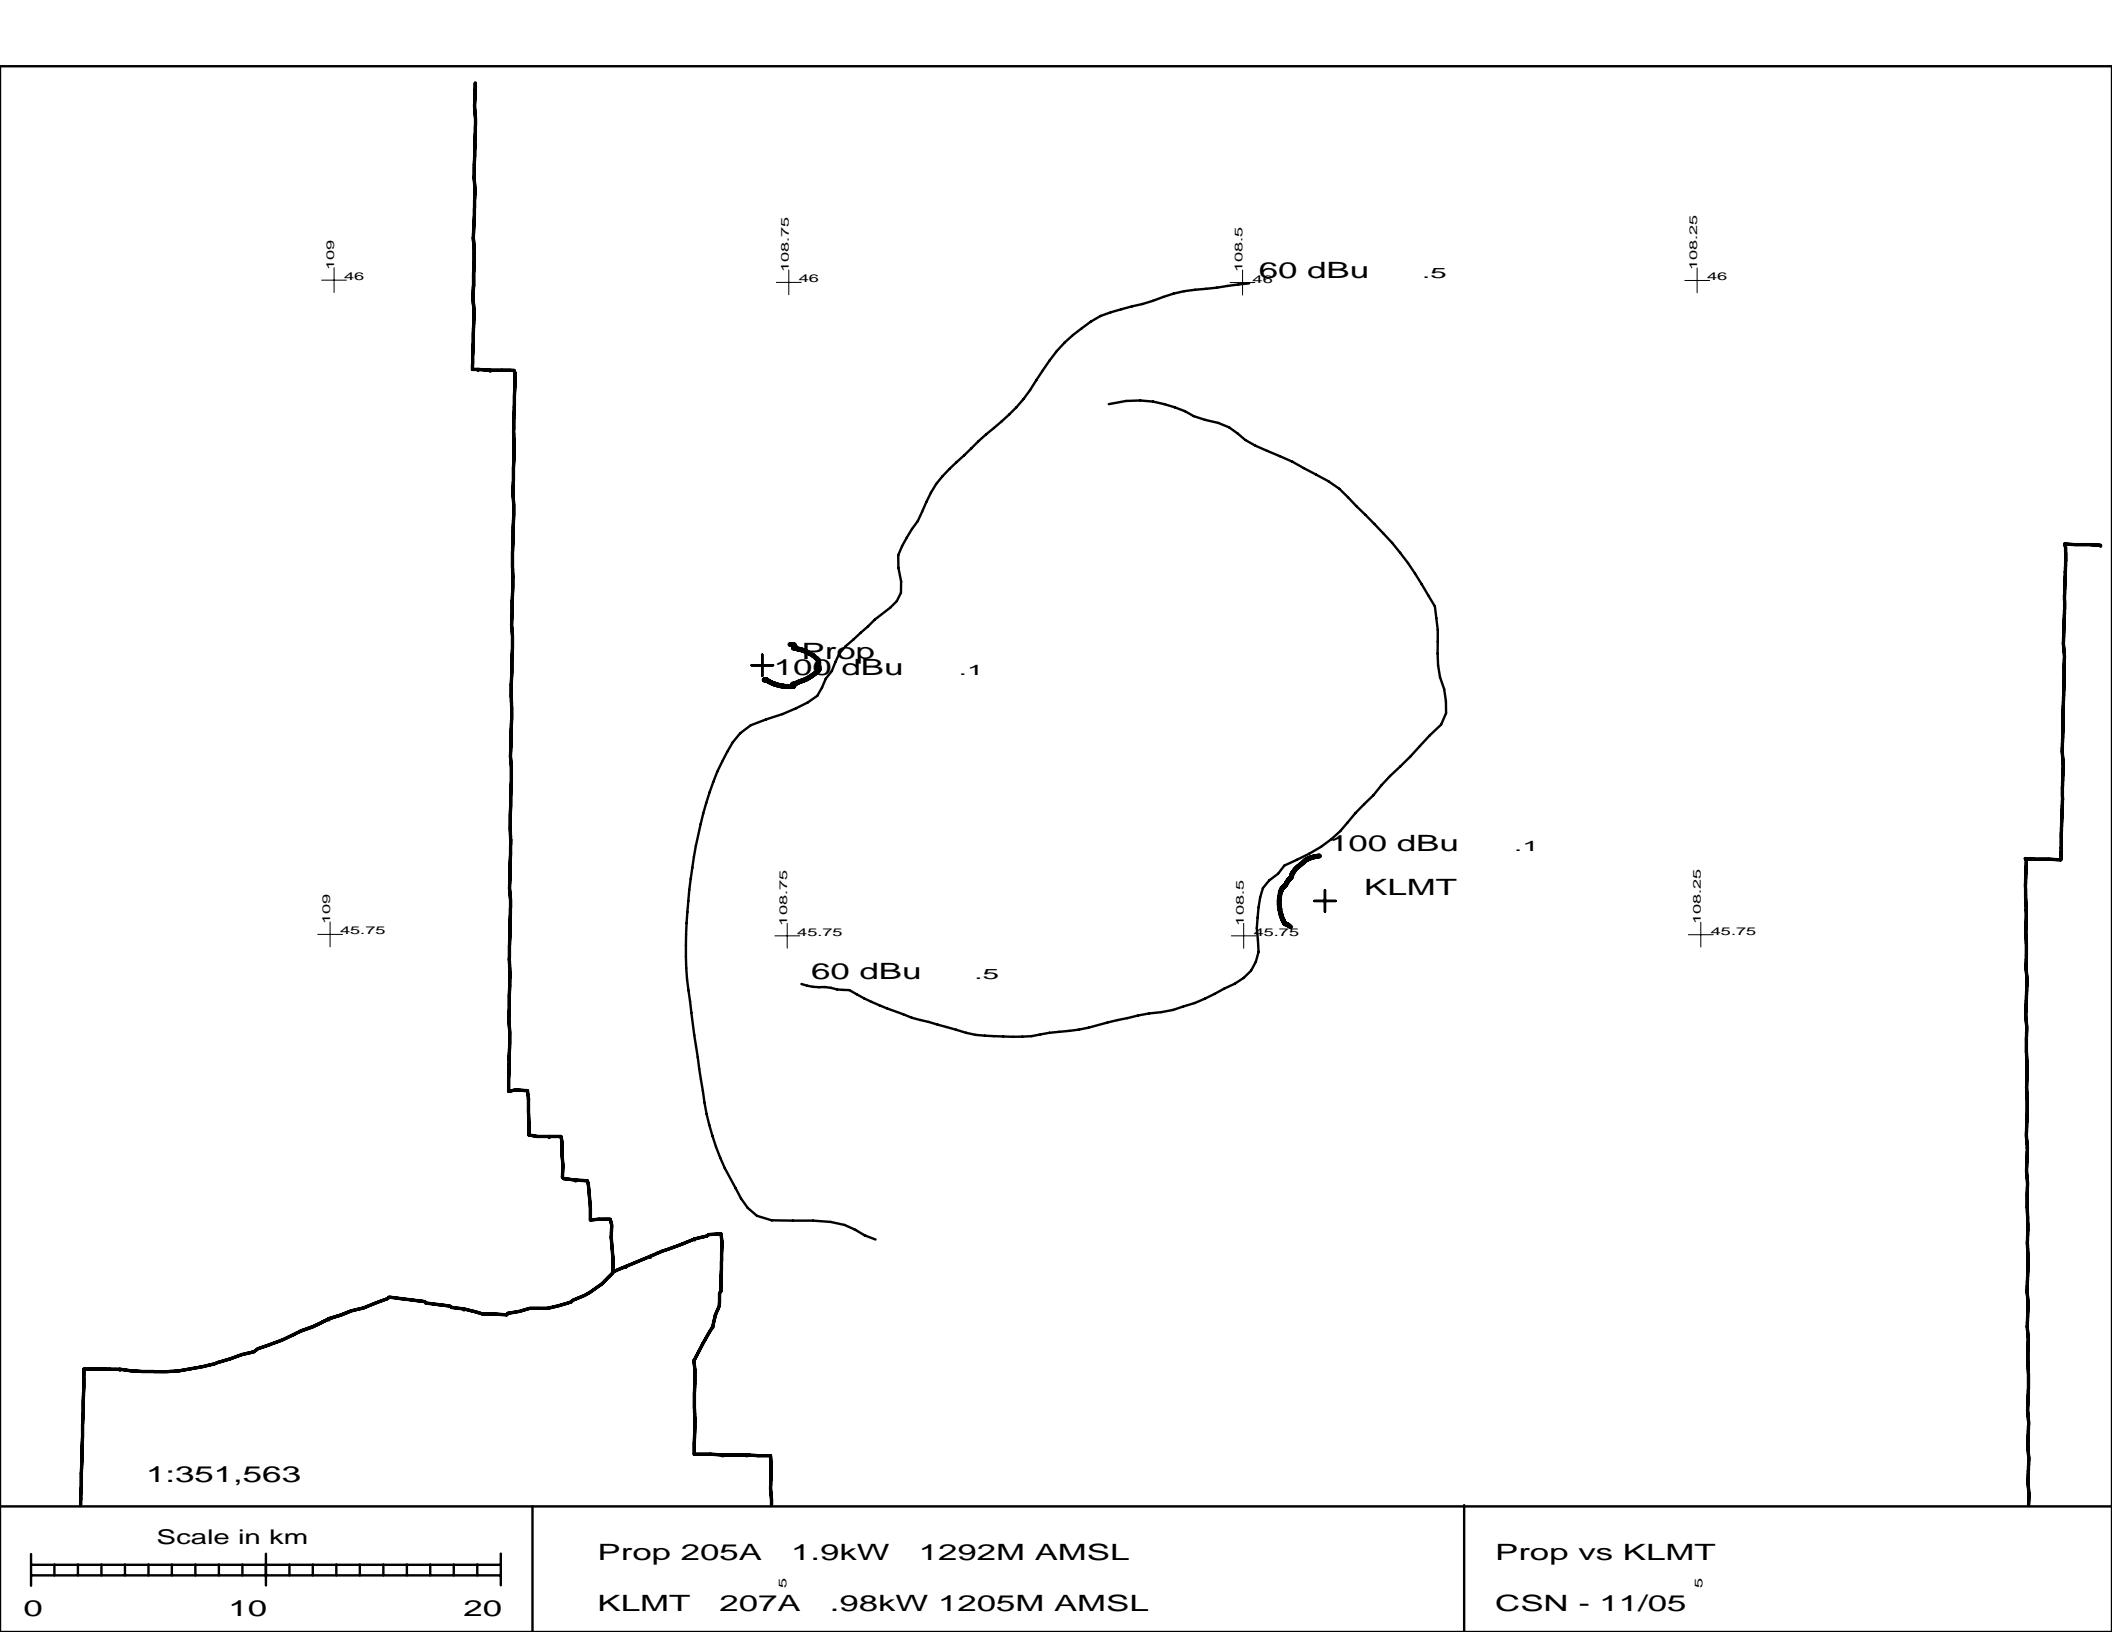 109
46
108.75
46
108.5
46
60 dBu .5
108.25
46
Prop
100 dBu .1
100 dBu .1
KLMT
109
45.75
108.75
45.75
108.5
45.75
108.25
45.75
60 dBu .5
1:351,563
Scale in km
0 10 20
Prop 205A 1.9kW 1292M AMSL
5
KLMT 207A .98kW 1205M AMSL
Prop vs KLMT
5
CSN - 11/05